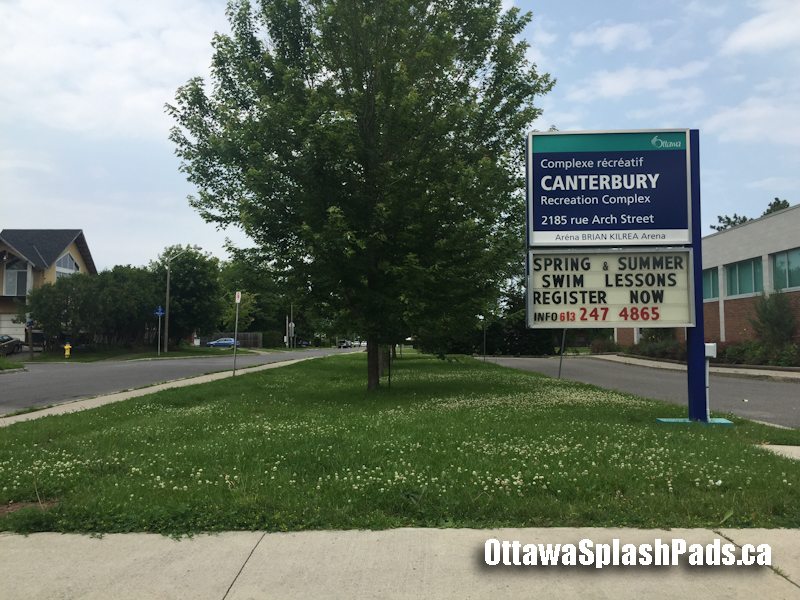 Ottawa
Complexe récréatif
CANTERBURY
Recreation Complex
2185 rue Arch Street
Aréna BRIAN KILREA Arena
SPRING & SUMMER
SWIM LESSONS
REGISTER NOW
INFO 613 247 4865
OttawaSplashPads.ca